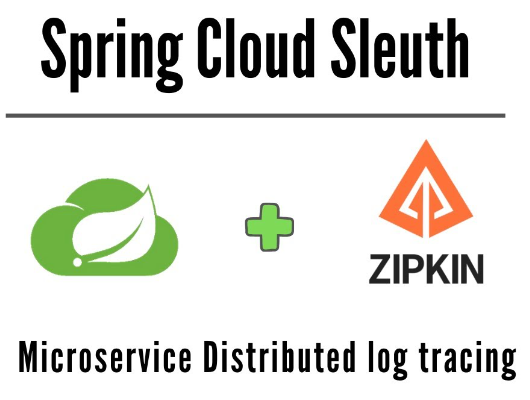 Spring Cloud Sleuth
ZIPKIN
Microservice Distributed log tracing